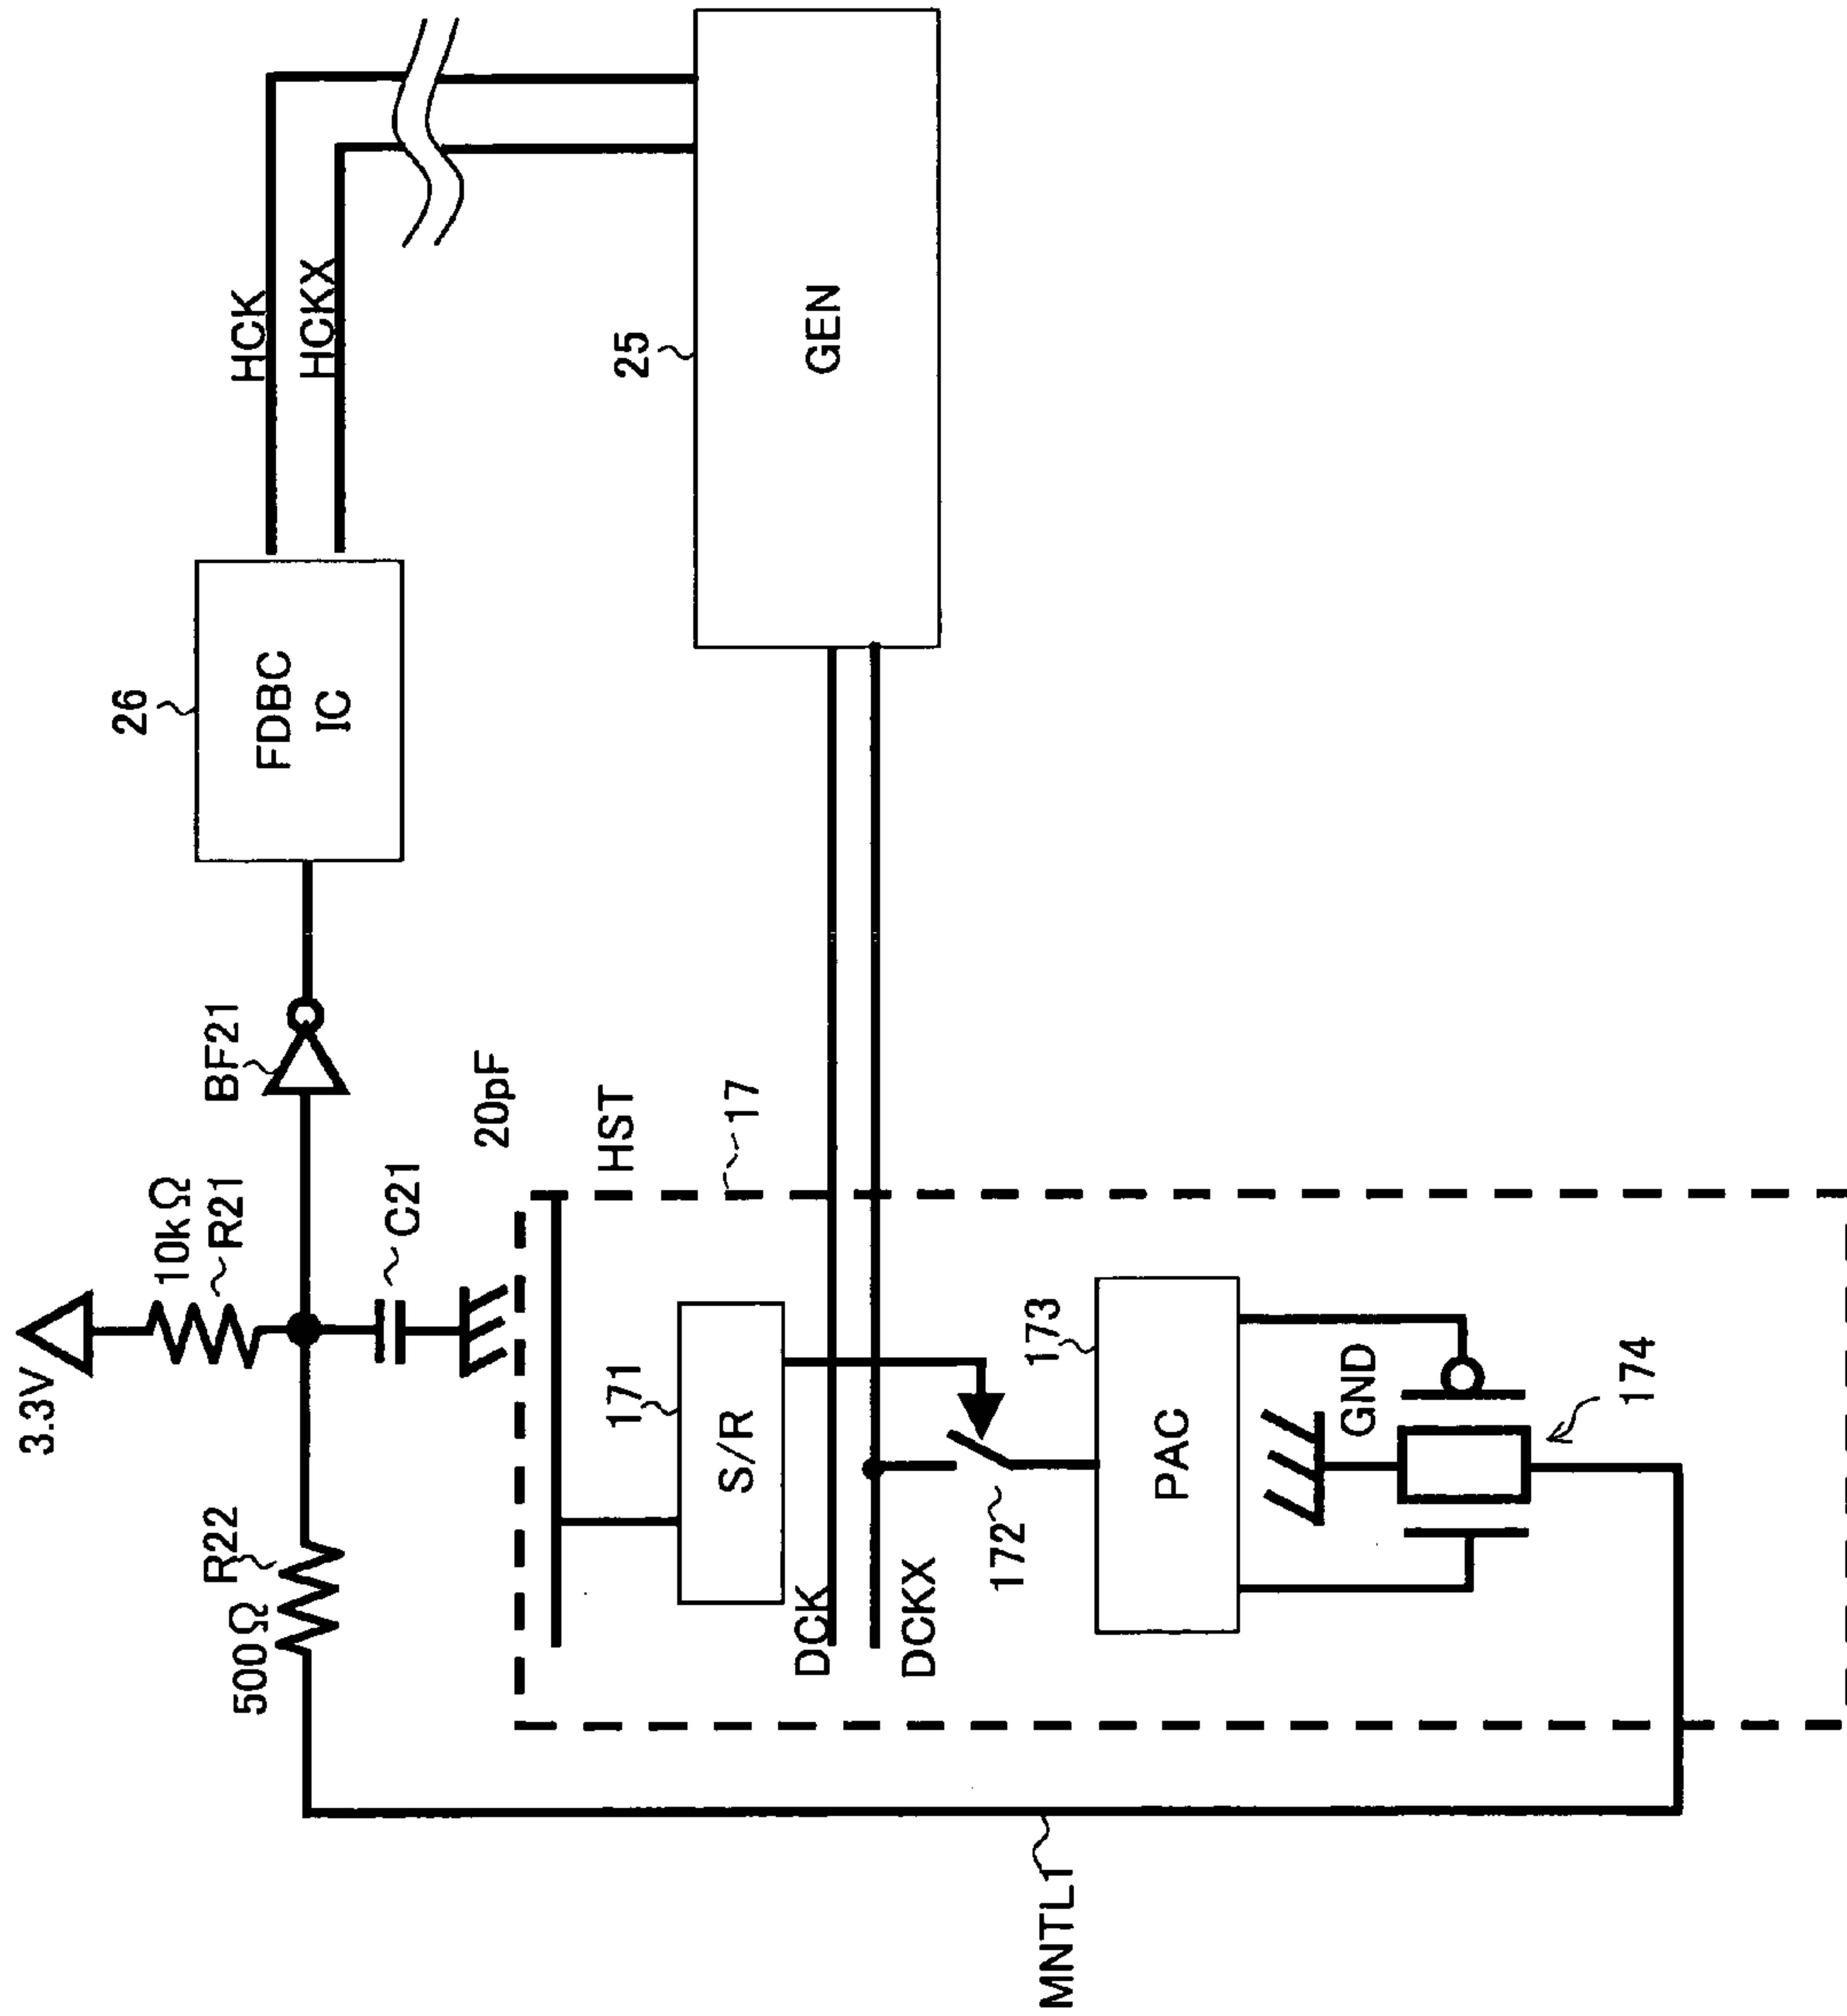 3.3V
10kΩ
R21
500Ω
R22
C21
20pF
BF21
26
FDBC
IC
HCK
HCKX
HST
17
171
S/R
25
GEN
DCK
DCKX
172
173
PAC
GND
174
MNTL1